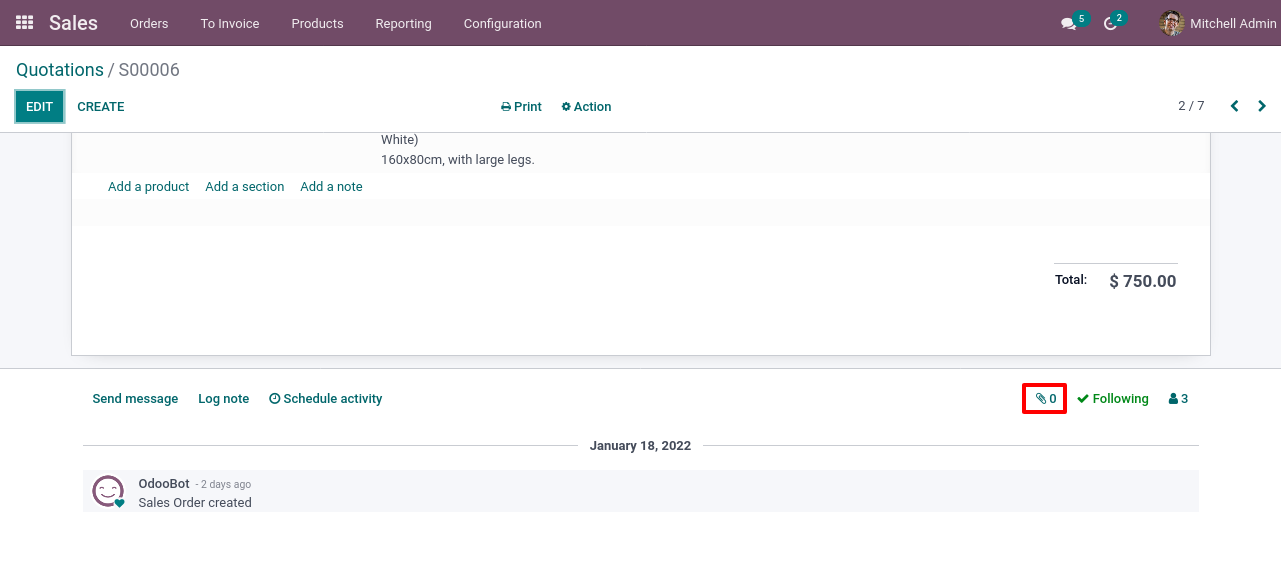 Sales Orders To Invoice Products Reporting Configuration 5 2 Mitchell Admin
Quotations / S00006
EDIT CREATE Print Action 2 / 7
White)
160x80cm, with large legs.
Add a product Add a section Add a note
Total: $ 750.00
Send message Log note Schedule activity 0 Following 3
January 18, 2022
OdooBot - 2 days ago
Sales Order created